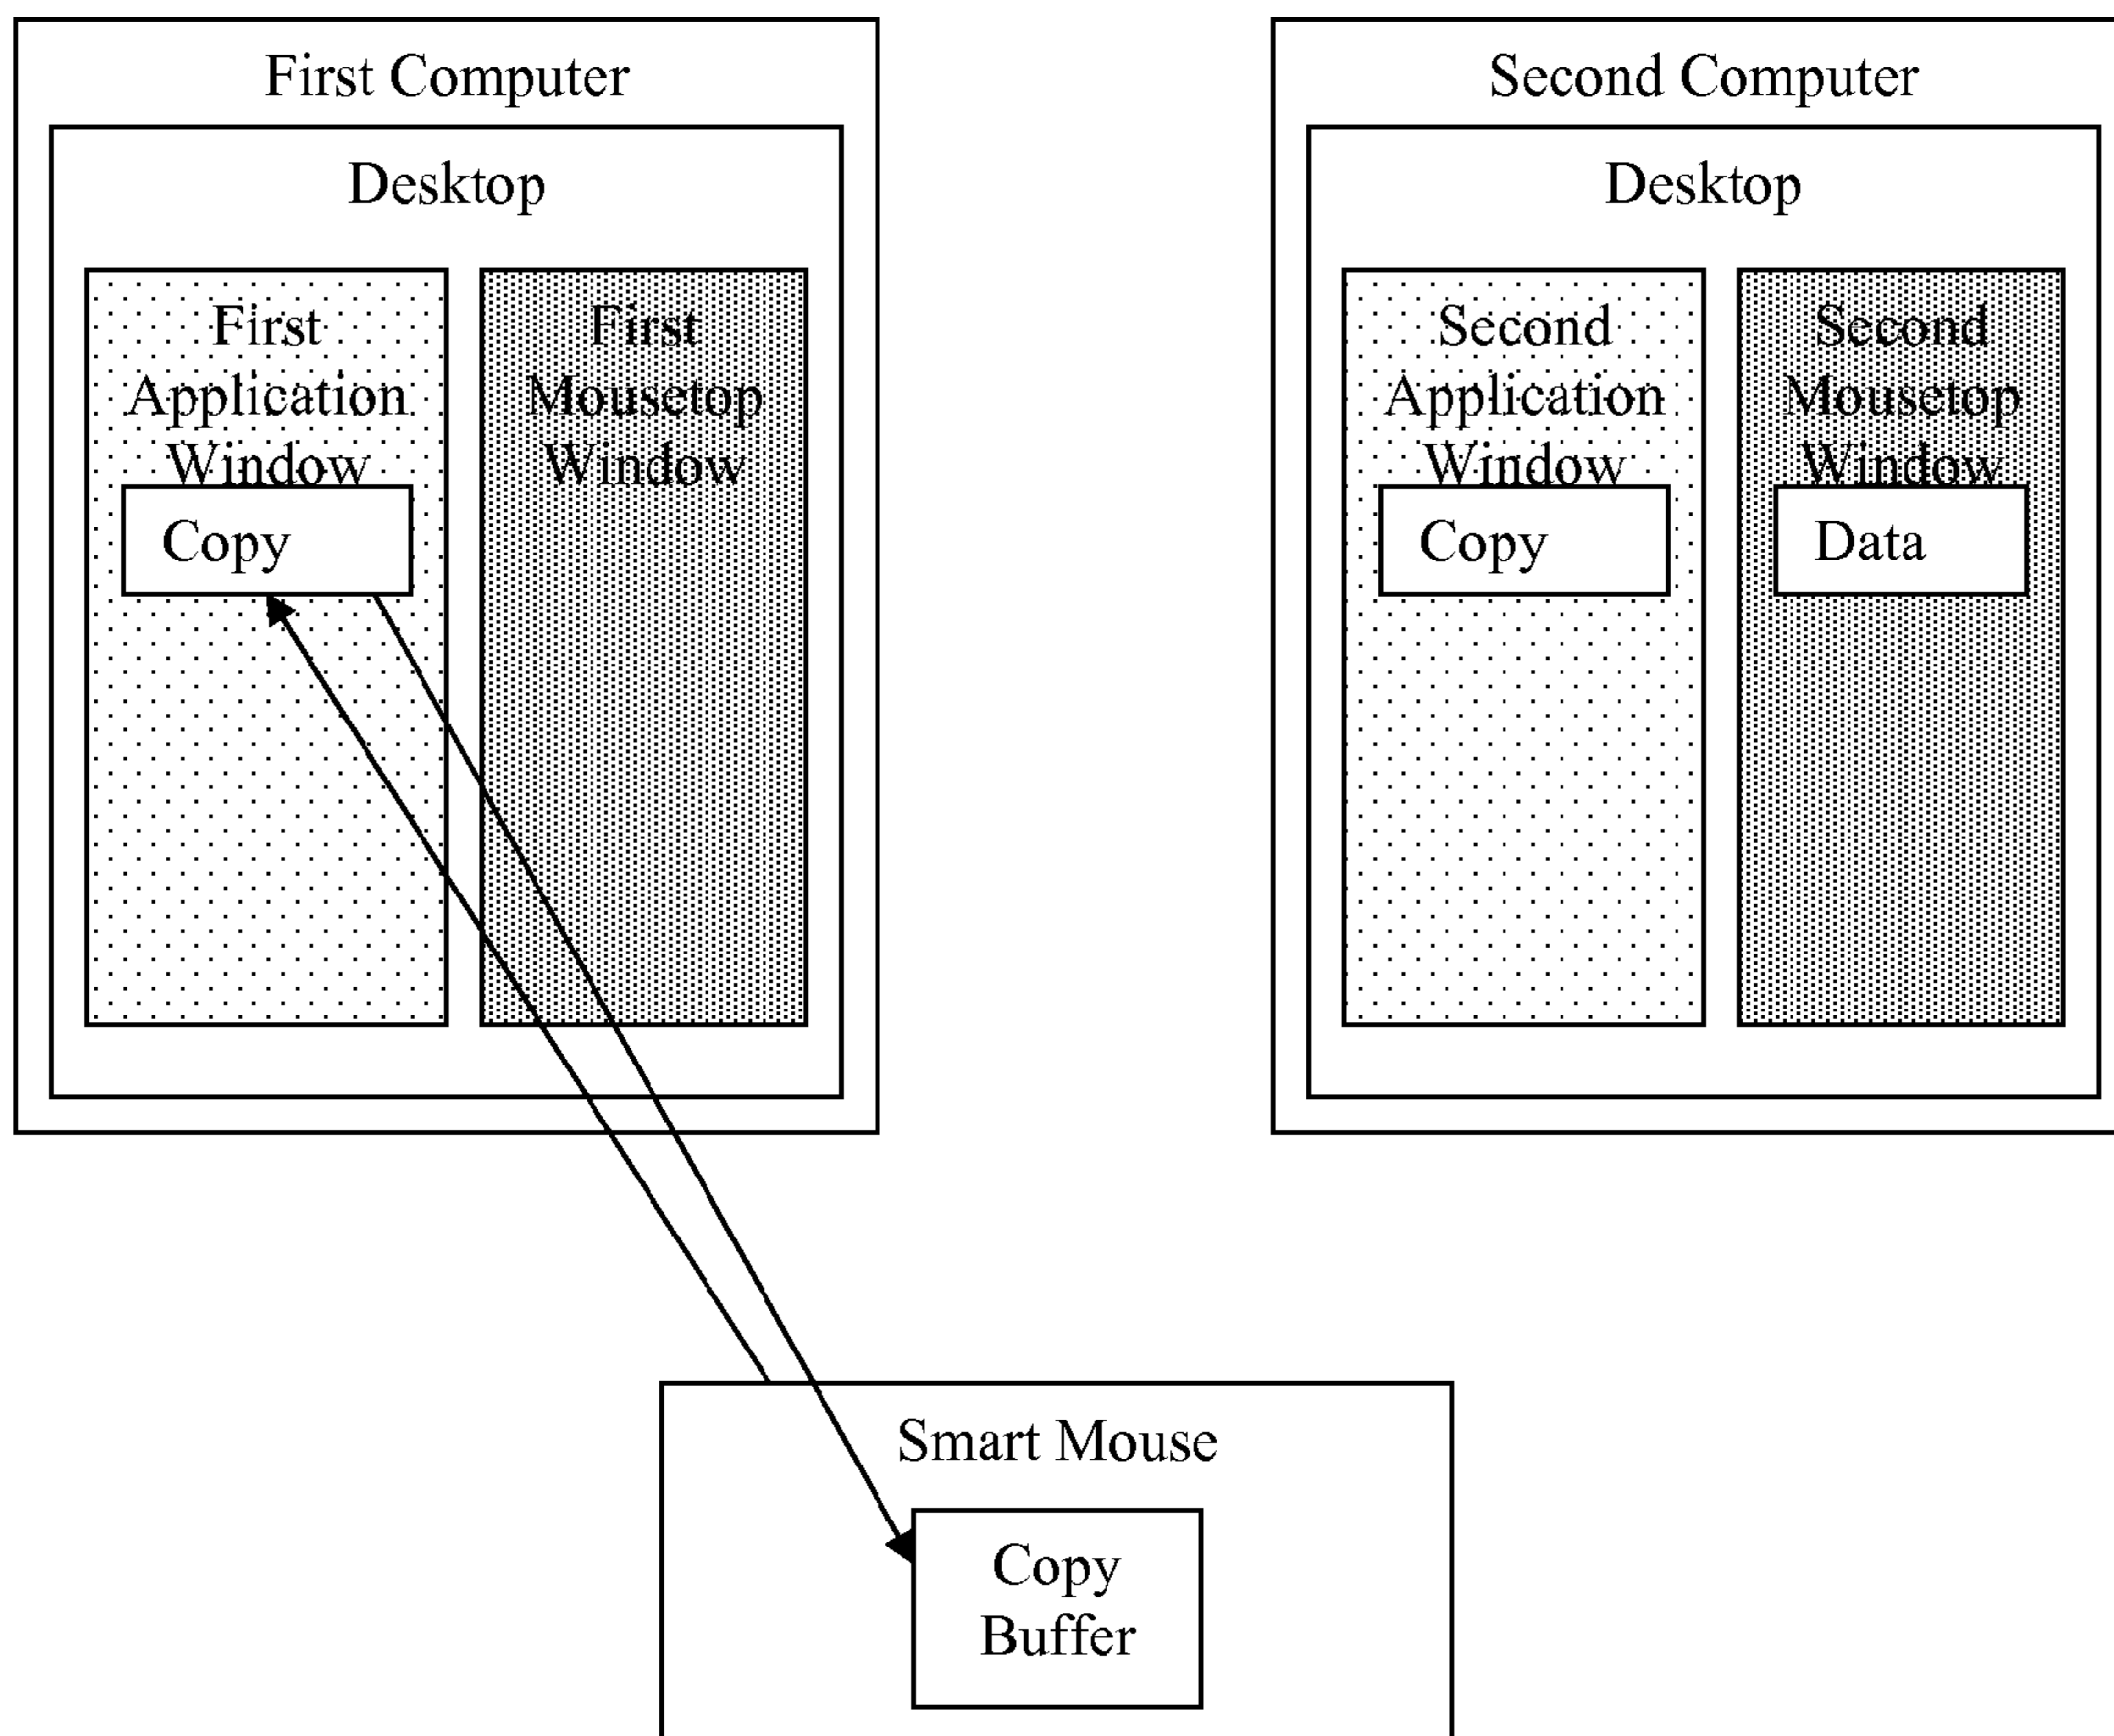 First Computer
Desktop
First
Application
Window
Copy
First
Mousetop
Window
Second Computer
Desktop
Second
Application
Window
Copy
Second
Mousetop
Window
Data
Smart Mouse
Copy
Buffer